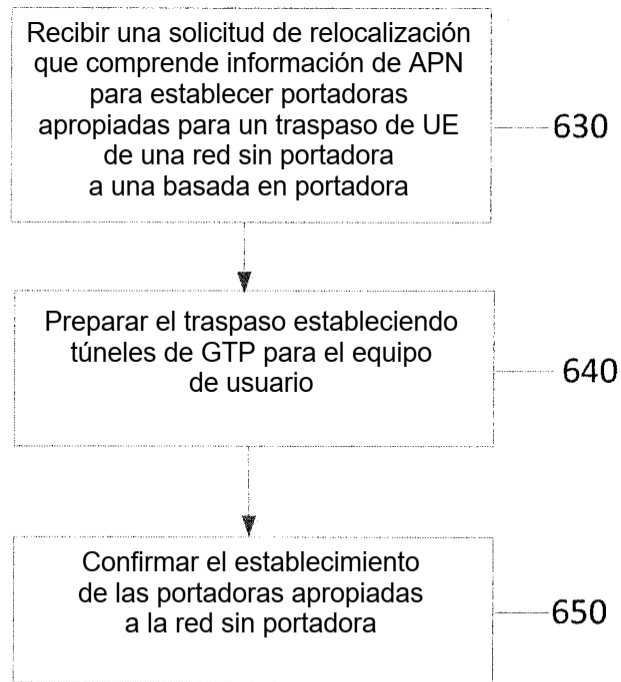 Recibir una solicitud de relocalización
que comprende información de APN
para establecer portadoras
apropiadas para un traspaso de UE
de una red sin portadora
a una basada en portadora
630
Preparar el traspaso estableciendo
túneles de GTP para el equipo
de usuario
640
Confirmar el establecimiento
de las portadoras apropiadas
a la red sin portadora
650